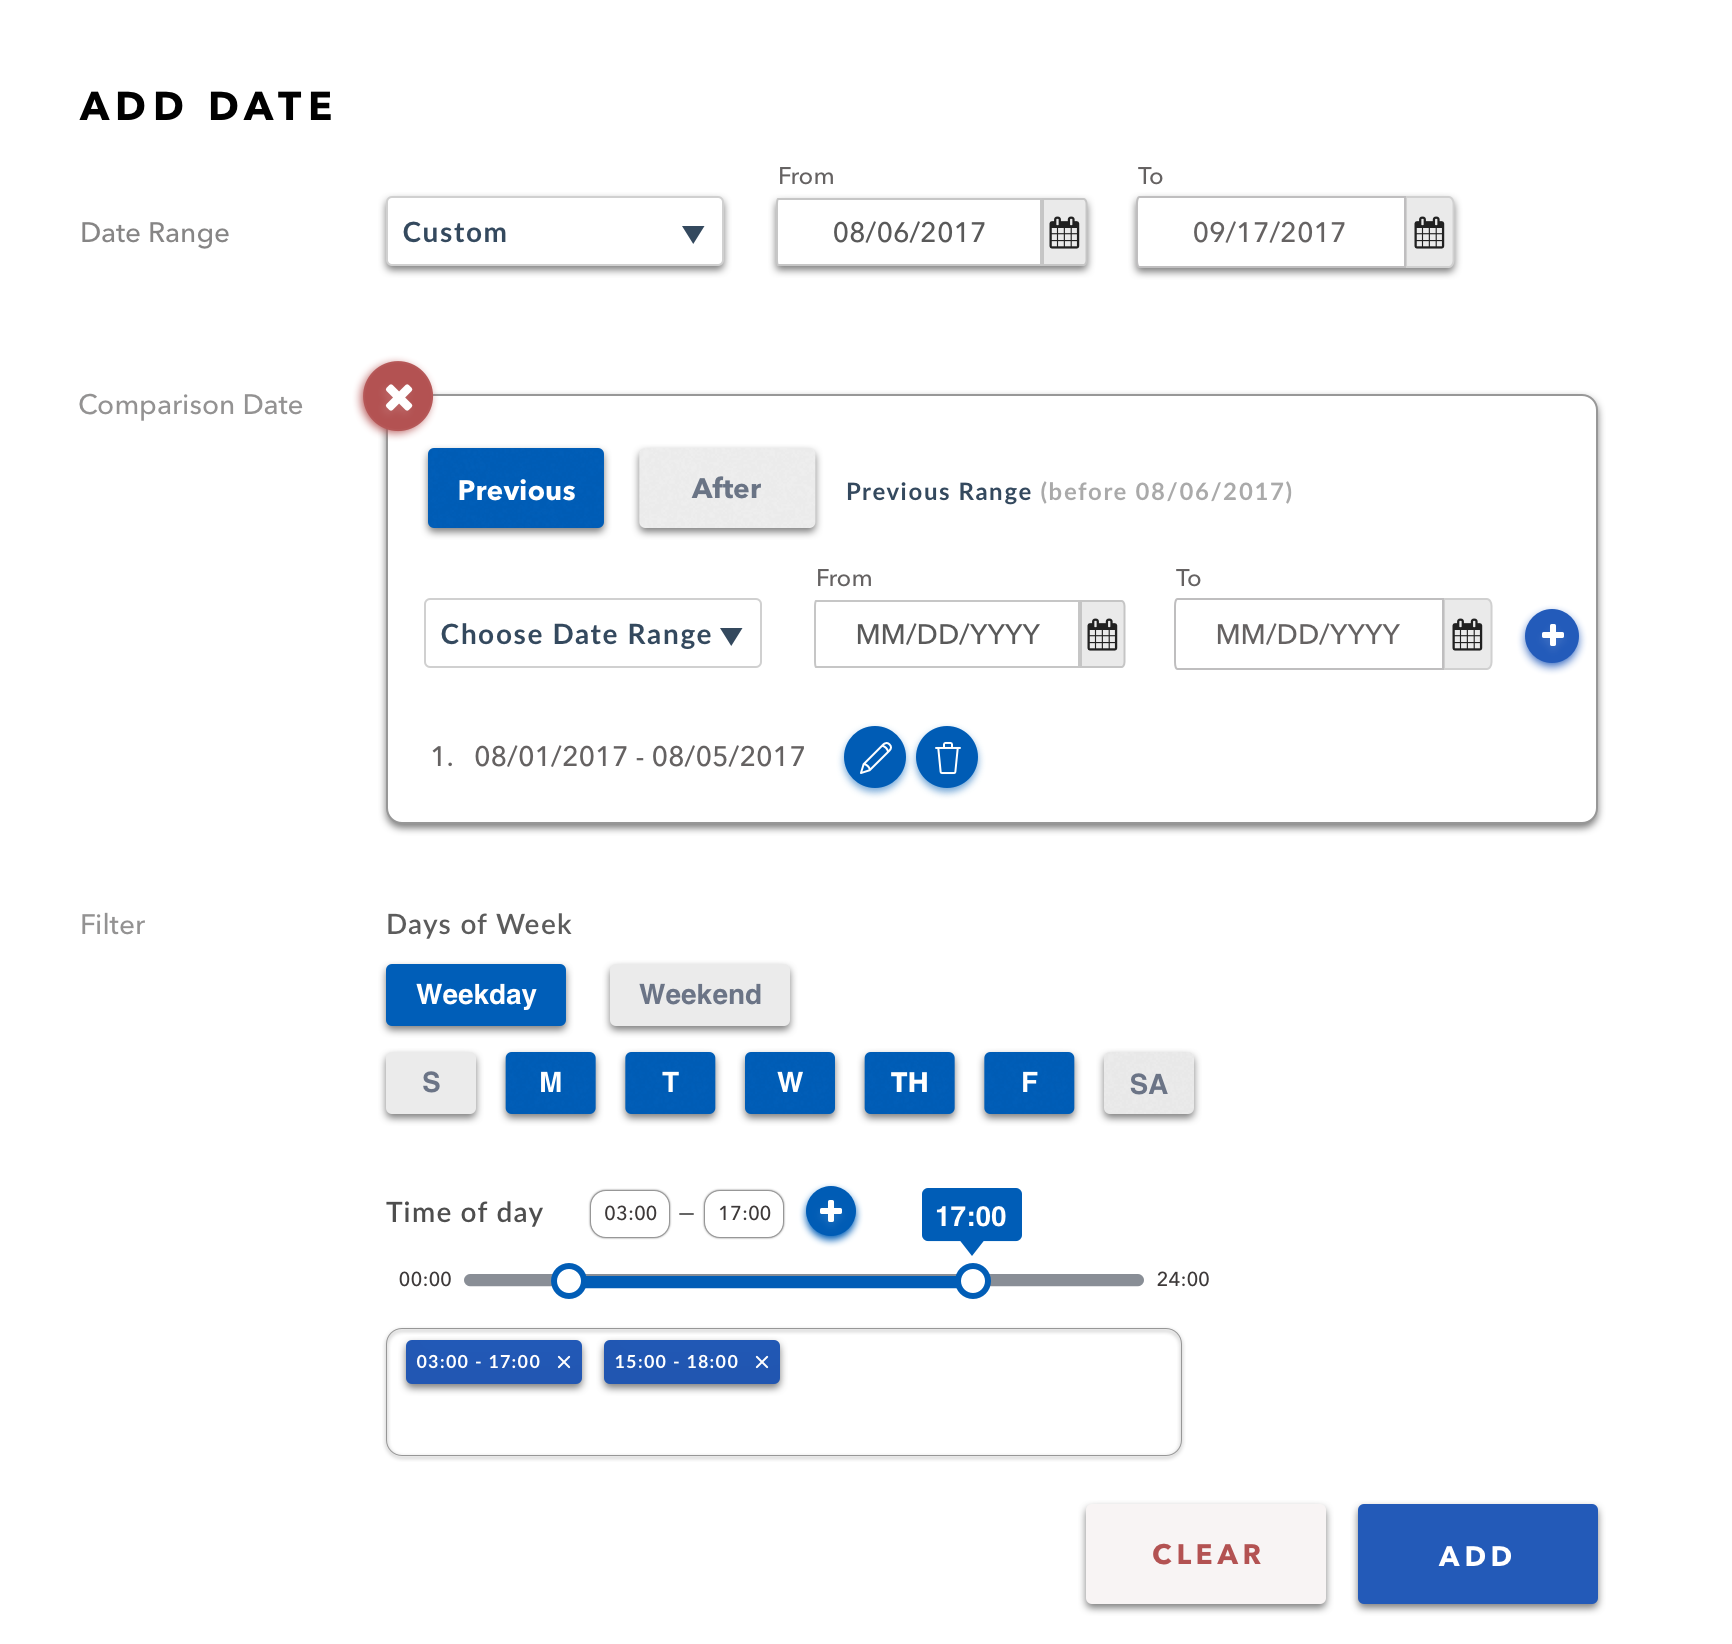 ADD DATE
From To
Date Range Custom 08/06/2017 09/17/2017
Comparison Date
Previous After Previous Range (before 08/06/2017)
From To
Choose Date Range MM/DD/YYYY MM/DD/YYYY
1. 08/01/2017 - 08/05/2017
Filter Days of Week
Weekday Weekend
S M T W TH F SA
Time of day 03:00 – 17:00 17:00
00:00 24:00
03:00 - 17:00 15:00 - 18:00
CLEAR ADD